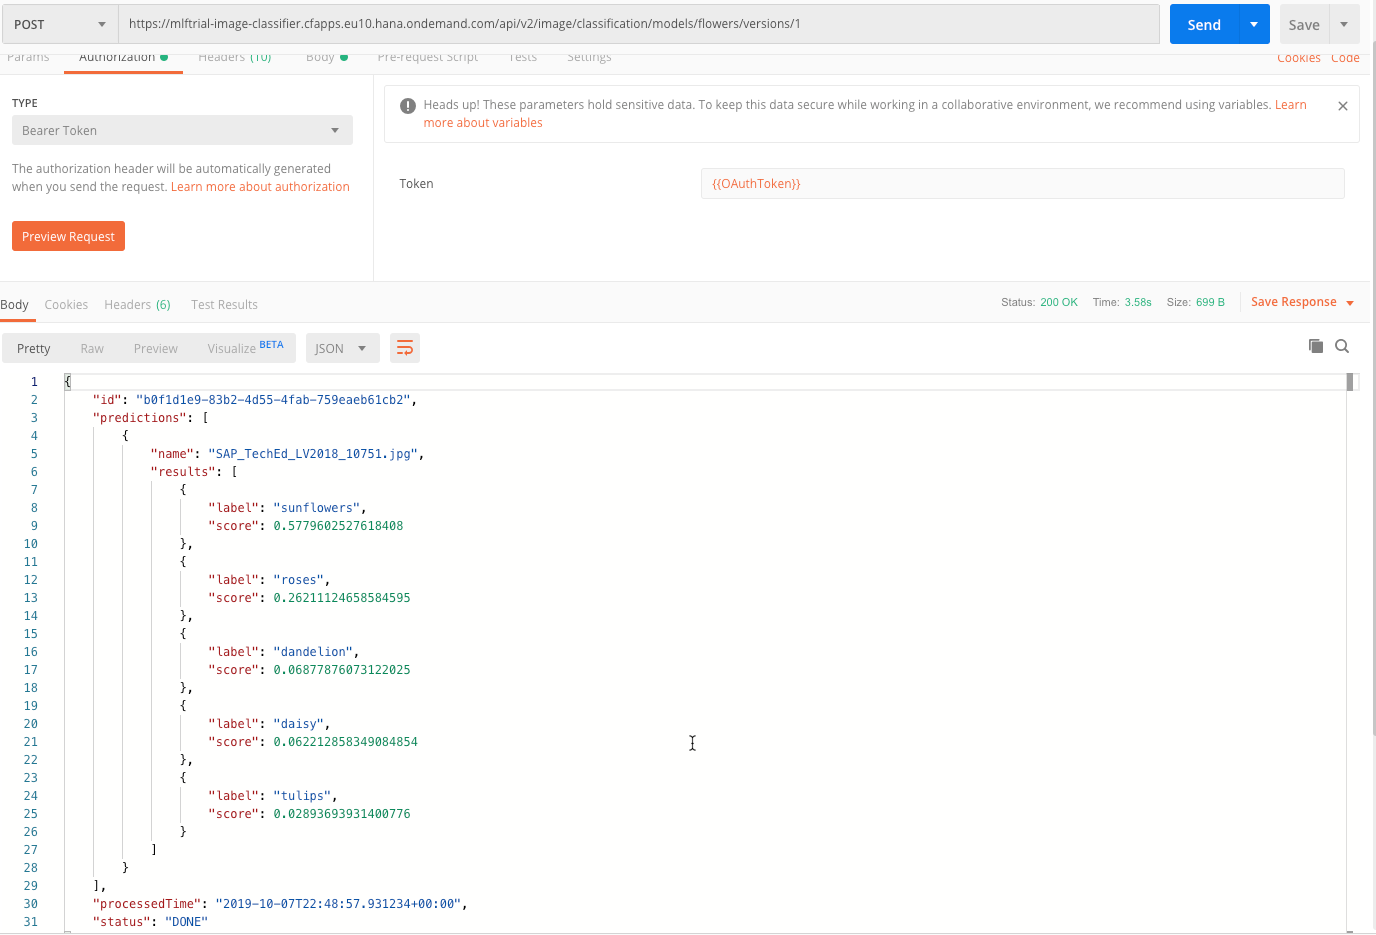 POST https://mlftrial-image-classifier.cfapps.eu10.hana.ondemand.com/api/v2/image/classification/models/flowers/versions/1 Send Save
Params Authorization Headers (10) Body Pre-request Script Tests Settings Cookies Code
TYPE
Bearer Token
The authorization header will be automatically generated
when you send the request. Learn more about authorization
Preview Request
Heads up! These parameters hold sensitive data. To keep this data secure while working in a collaborative environment, we recommend using variables. Learn
more about variables
Token {{OAuthToken}}
Body Cookies Headers (6) Test Results Status: 200 OK Time: 3.58s Size: 699 B Save Response
Pretty Raw Preview Visualize BETA JSON
1 {
2 "id": "b0f1d1e9-83b2-4d55-4fab-759eaeb61cb2",
3 "predictions": [
4 {
5 "name": "SAP_TechEd_LV2018_10751.jpg",
6 "results": [
7 {
8 "label": "sunflowers",
9 "score": 0.5779602527618408
10 },
11 {
12 "label": "roses",
13 "score": 0.26211124658584595
14 },
15 {
16 "label": "dandelion",
17 "score": 0.06877876073122025
18 },
19 {
20 "label": "daisy",
21 "score": 0.062212858349084854
22 },
23 {
24 "label": "tulips",
25 "score": 0.02893693931400776
26 }
27 ]
28 }
29 ],
30 "processedTime": "2019-10-07T22:48:57.931234+00:00",
31 "status": "DONE"